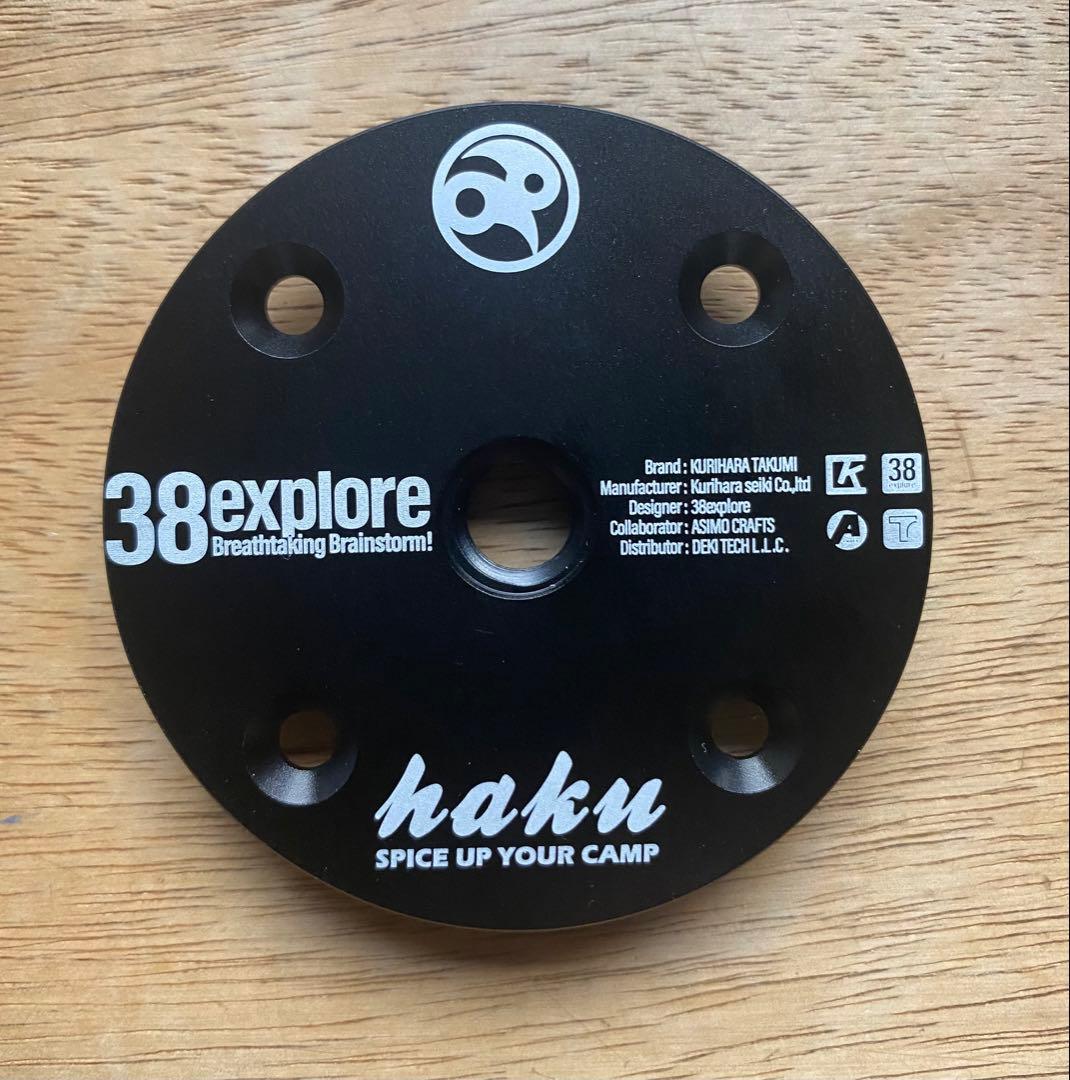 38explore
Breathtaking Brainstorm!
Brand : KURIHARA TAKUMI
Manufacturer : Kurihara seiki Co.,ltd
Designer : 38explore
Collaborator : ASIMO CRAFTS
Distributor : DEKI TECH L.L.C.
K
38
explore
A
T
haku
SPICE UP YOUR CAMP